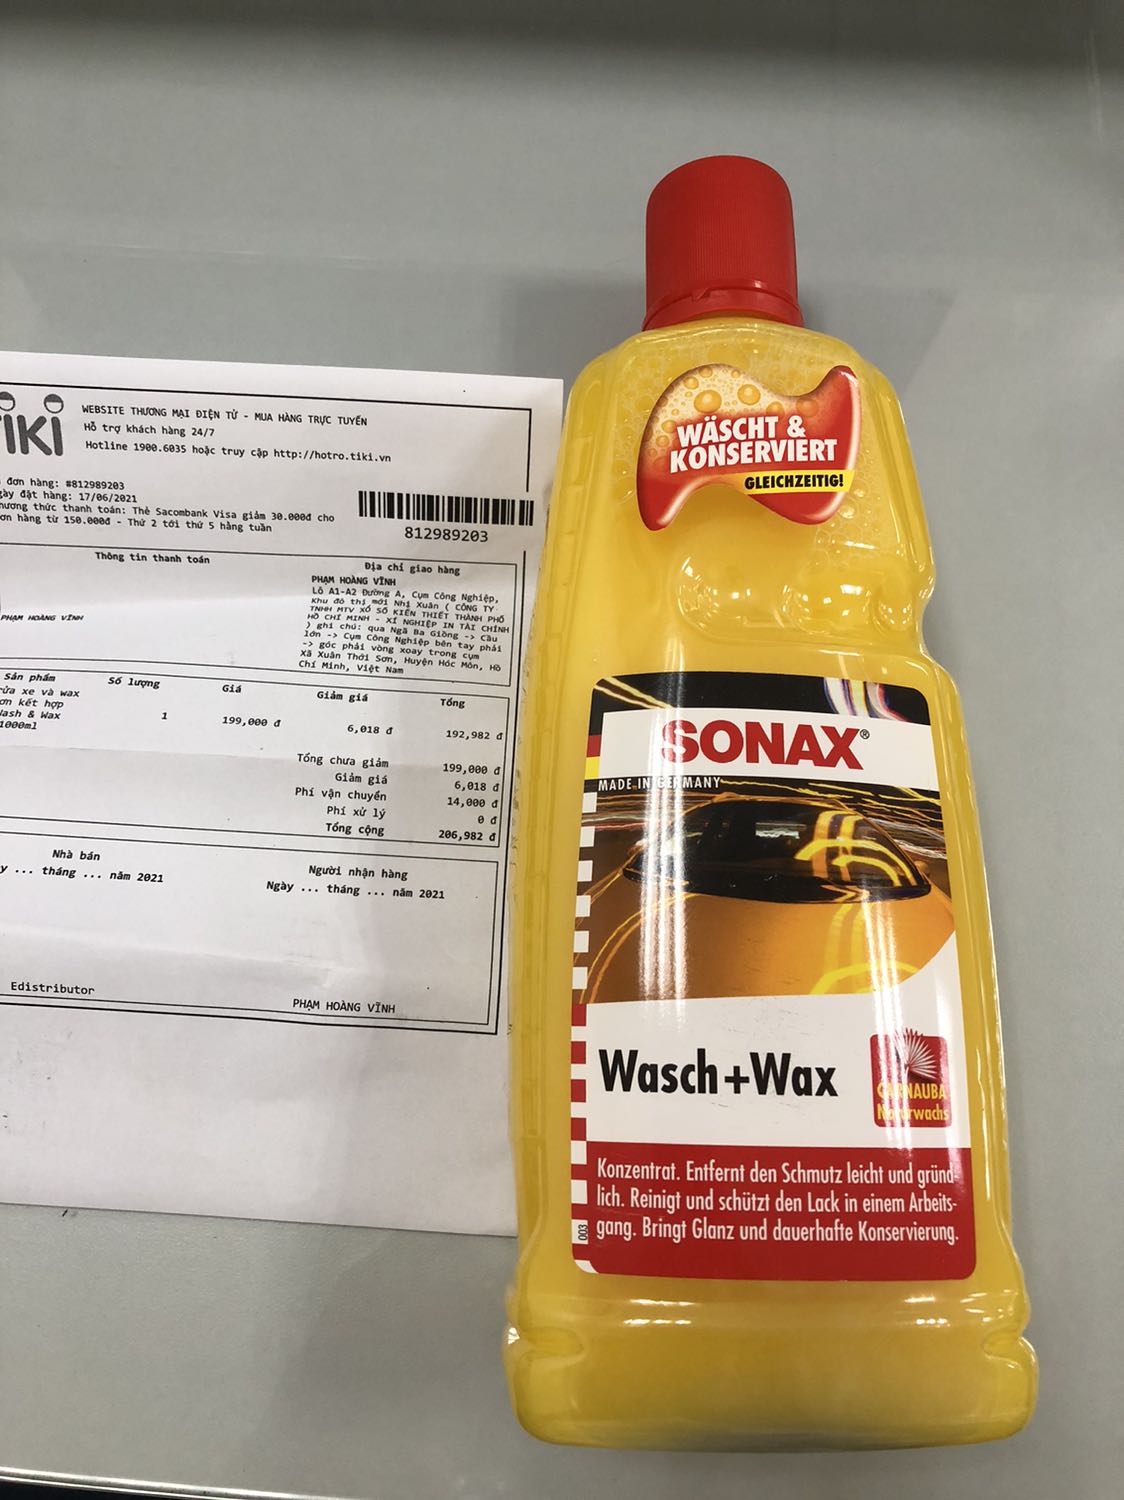 TIKI
WEBSITE THƯƠNG MẠI ĐIỆN TỬ - MUA HÀNG TRỰC TUYẾN
Hỗ trợ khách hàng 24/7
Hotline 1900.6035 hoặc truy cập http://hotro.tiki.vn
đơn hàng: #812989203
đặt hàng: 17/06/2021
thức thanh toán: Thẻ Sacombank Visa giảm 30.000đ cho
hàng từ 150.000đ - Thứ 2 tới thứ 5 hằng tuần
812989203
Thông tin thanh toán
PHẠM HOÀNG VĨNH
Địa chỉ giao hàng
PHẠM HOÀNG VĨNH
Lô A1-A2 Đường A, Cụm Công Nghiệp,
Khu đô thị mới Nhị Xuân ( CÔNG TY
TNHH MTV XỔ SỐ KIẾN THIẾT THÀNH PHỐ
HỒ CHÍ MINH - XÍ NGHIỆP IN TÀI CHÍNH
) ghi chú: qua Ngã Ba Giồng -> Cầu
lớn -> Cụm Công Nghiệp bên tay phải
-> góc phải vòng xoay trong cụm
Xã Xuân Thới Sơn, Huyện Hóc Môn, Hồ
Chí Minh, Việt Nam
Sản phẩm Số lượng Giá Giảm giá Tổng
rửa xe và wax
kết hợp
& Wax
1000ml
1 199,000 đ 6,018 đ 192,982 đ
Tổng chưa giảm 199,000 đ
Giảm giá 6,018 đ
Phí vận chuyển 14,000 đ
Phí xử lý 0 đ
Tổng cộng 206,982 đ
Nhà bán
... tháng ... năm 2021
Edistributor
Người nhận hàng
Ngày ... tháng ... năm 2021
PHẠM HOÀNG VĨNH
WÄSCHT &
KONSERVIERT
GLEICHZEITIG!
SONAX®
MADE IN GERMANY
Wasch+Wax
CARNAUBA
Naturwachs
Konzentrat. Entfernt den Schmutz leicht und gründ-
lich. Reinigt und schützt den Lack in einem Arbeits-
gang. Bringt Glanz und dauerhafte Konservierung.
003